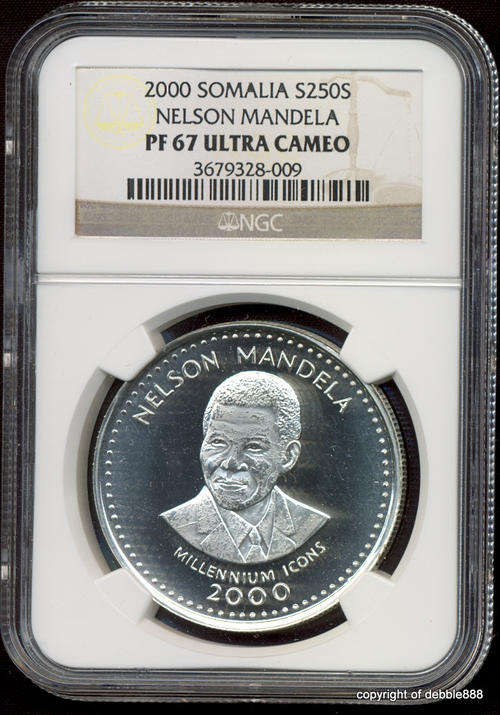 2000 SOMALIA S250S
NELSON MANDELA
PF 67 ULTRA CAMEO
3679328-009
NGC
NELSON MANDELA
MILLENNIUM ICONS
2000
copyright of debble888